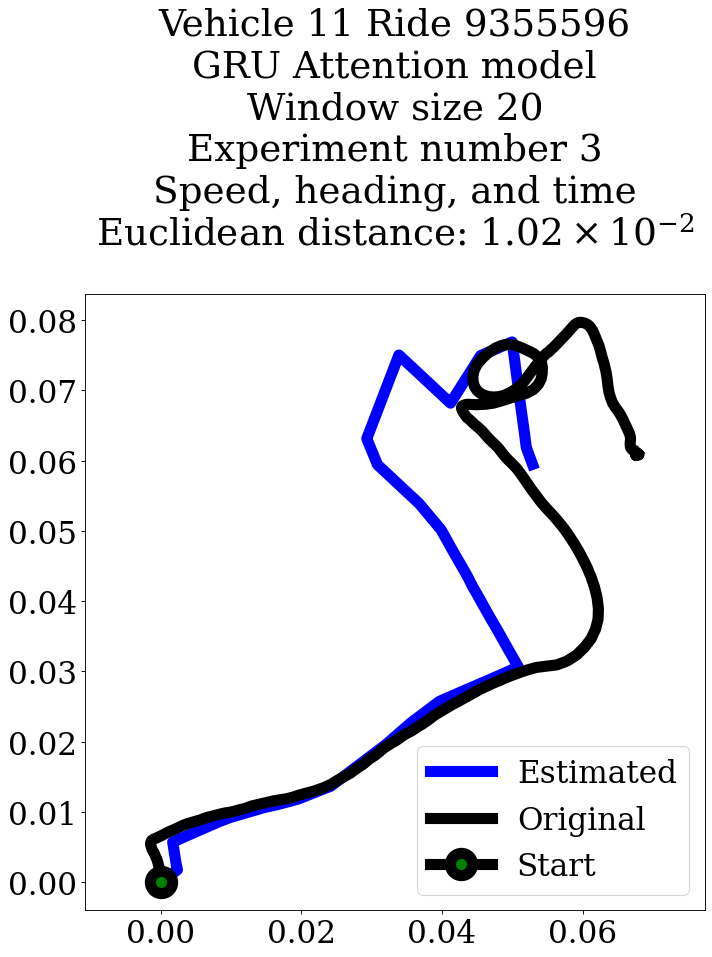 Vehicle 11 Ride 9355596
GRU Attention model
Window size 20
Experiment number 3
Speed, heading, and time
Euclidean distance: 1.02 × 10⁻²
0.08
0.07
0.06
0.05
0.04
0.03
0.02
0.01
0.00
Estimated
Original
Start
0.00 0.02 0.04 0.06